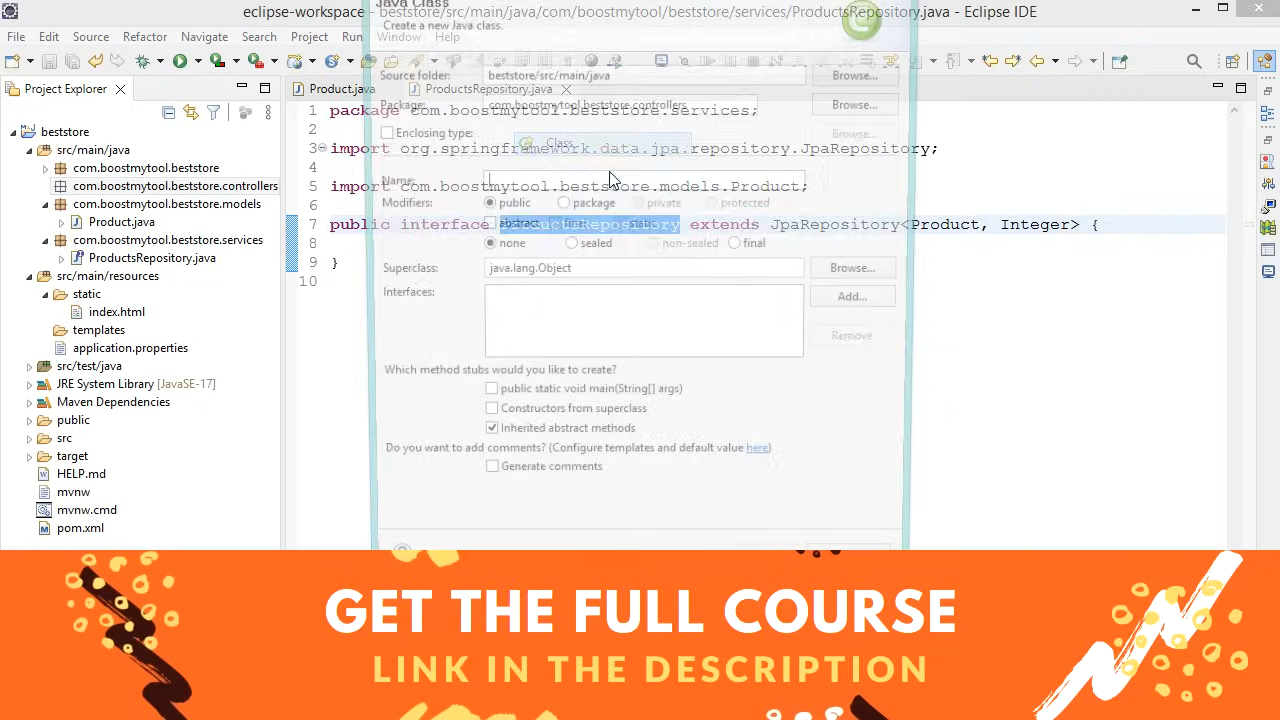 eclipse-workspace - beststore/src/main/java/com/boostmytool/beststore/services/ProductsRepository.java - Eclipse IDE
Java Class
Create a new Java class.
File Edit Source Refactor Navigate Search Project Run Window Help
Project Explorer
Product.java
ProductsRepository.java
beststore
src/main/java
com.boostmytool.beststore
com.boostmytool.beststore.controllers
com.boostmytool.beststore.models
Product.java
com.boostmytool.beststore.services
ProductsRepository.java
src/main/resources
static
index.html
templates
application.properties
src/test/java
JRE System Library [JavaSE-17]
Maven Dependencies
public
src
target
HELP.md
mvnw
mvnw.cmd
pom.xml
1 package com.boostmytool.beststore.services;
2
3 import org.springframework.data.jpa.repository.JpaRepository;
4
5 import com.boostmytool.beststore.models.Product;
6
7 public interface ProductsRepository extends JpaRepository<Product, Integer> {
8
9 }
10
Source folder: beststore/src/main/java Browse...
Package: com.boostmytool.beststore.controllers Browse...
Enclosing type: Browse...
Class
Name:
Modifiers: public package private protected
abstract final static
none sealed non-sealed final
Superclass: java.lang.Object Browse...
Interfaces: Add...
Remove
Which method stubs would you like to create?
public static void main(String[] args)
Constructors from superclass
Inherited abstract methods
Do you want to add comments? (Configure templates and default value here)
Generate comments
GET THE FULL COURSE
LINK IN THE DESCRIPTION